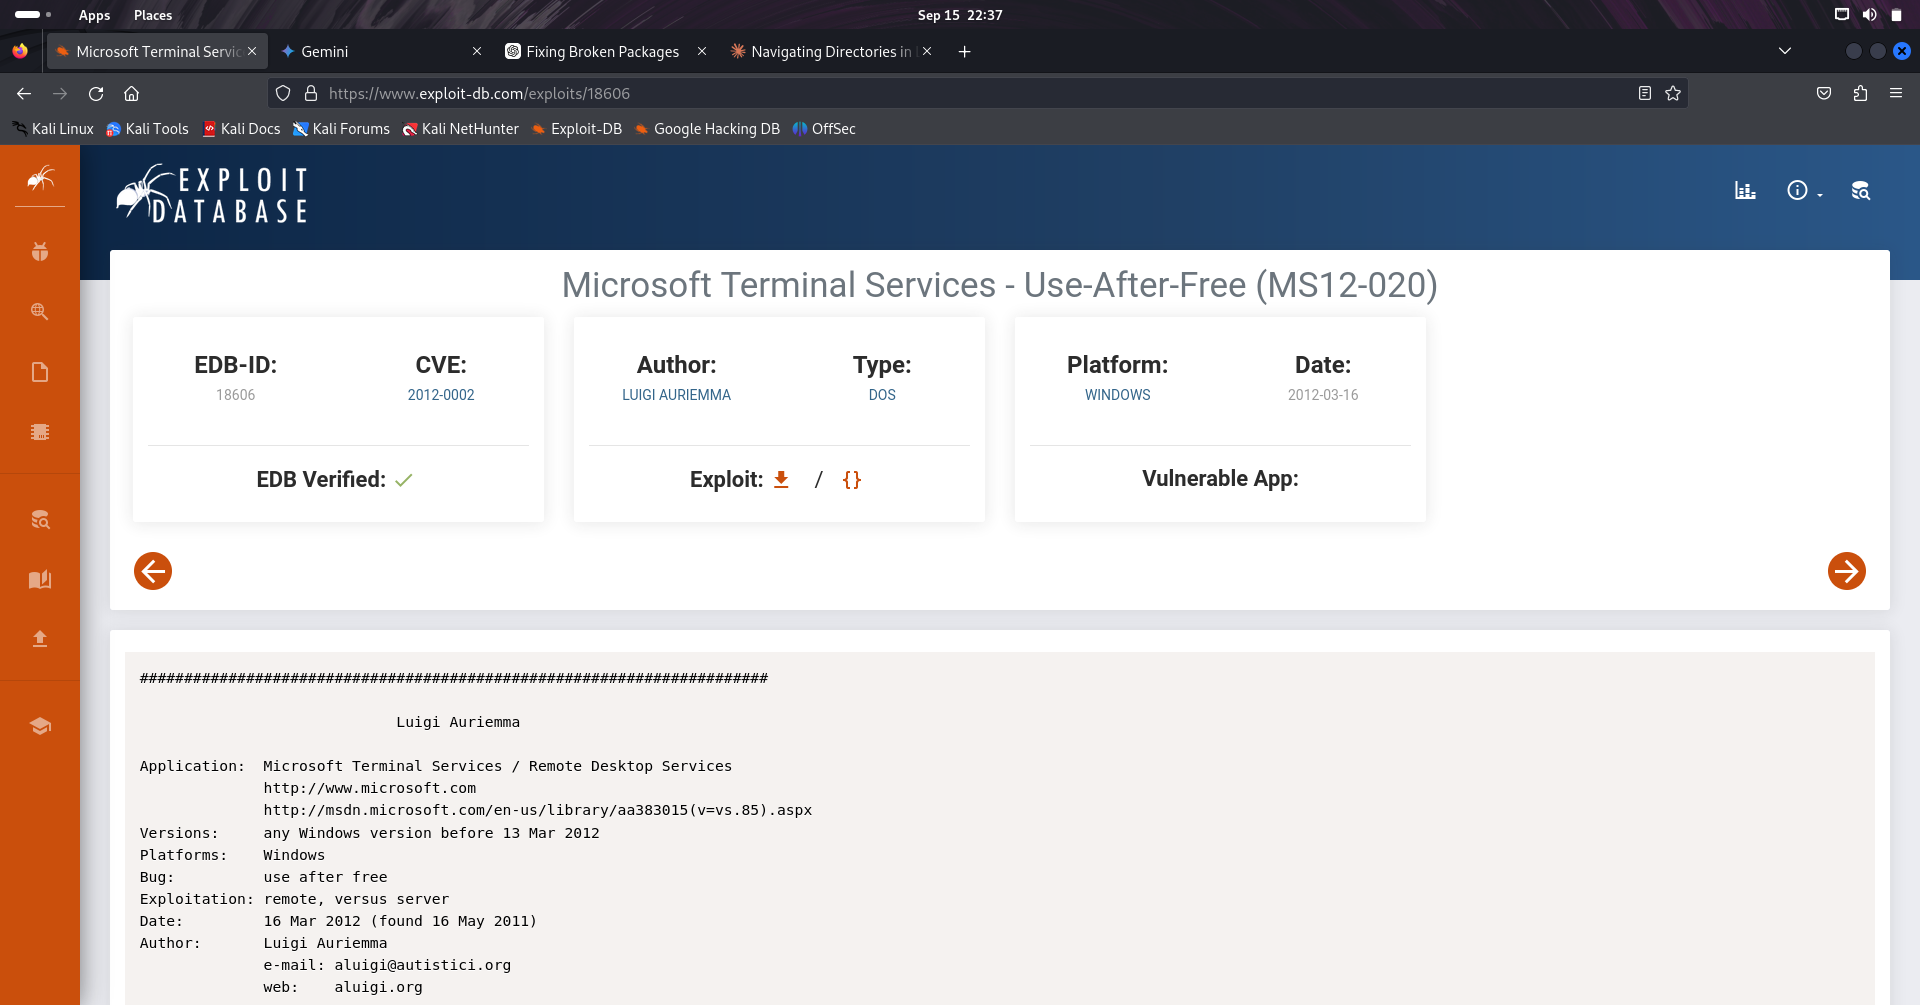 Apps Places Sep 15 22:37
Microsoft Terminal Servic Gemini Fixing Broken Packages Navigating Directories in
https://www.exploit-db.com/exploits/18606
Kali Linux Kali Tools Kali Docs Kali Forums Kali NetHunter Exploit-DB Google Hacking DB OffSec
EXPLOIT
DATABASE
Microsoft Terminal Services - Use-After-Free (MS12-020)
EDB-ID: CVE: Author: Type: Platform: Date:
18606 2012-0002 LUIGI AURIEMMA DOS WINDOWS 2012-03-16
EDB Verified: Exploit: / {} Vulnerable App:
#######################################################################
Luigi Auriemma
Application: Microsoft Terminal Services / Remote Desktop Services
http://www.microsoft.com
http://msdn.microsoft.com/en-us/library/aa383015(v=vs.85).aspx
Versions: any Windows version before 13 Mar 2012
Platforms: Windows
Bug: use after free
Exploitation: remote, versus server
Date: 16 Mar 2012 (found 16 May 2011)
Author: Luigi Auriemma
e-mail: aluigi@autistici.org
web: aluigi.org